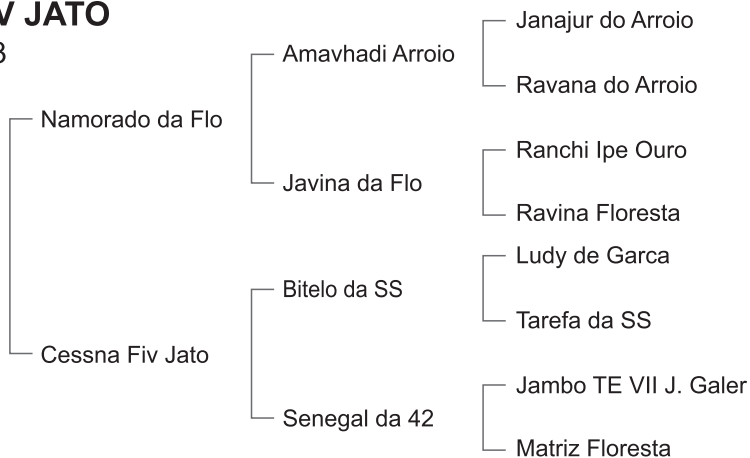 V JATO
Janajur do Arroio
Amavhadi Arroio
Ravana do Arroio
Namorado da Flo
Ranchi Ipe Ouro
Javina da Flo
Ravina Floresta
Ludy de Garca
Bitelo da SS
Tarefa da SS
Cessna Fiv Jato
Jambo TE VII J. Galer
Senegal da 42
Matriz Floresta